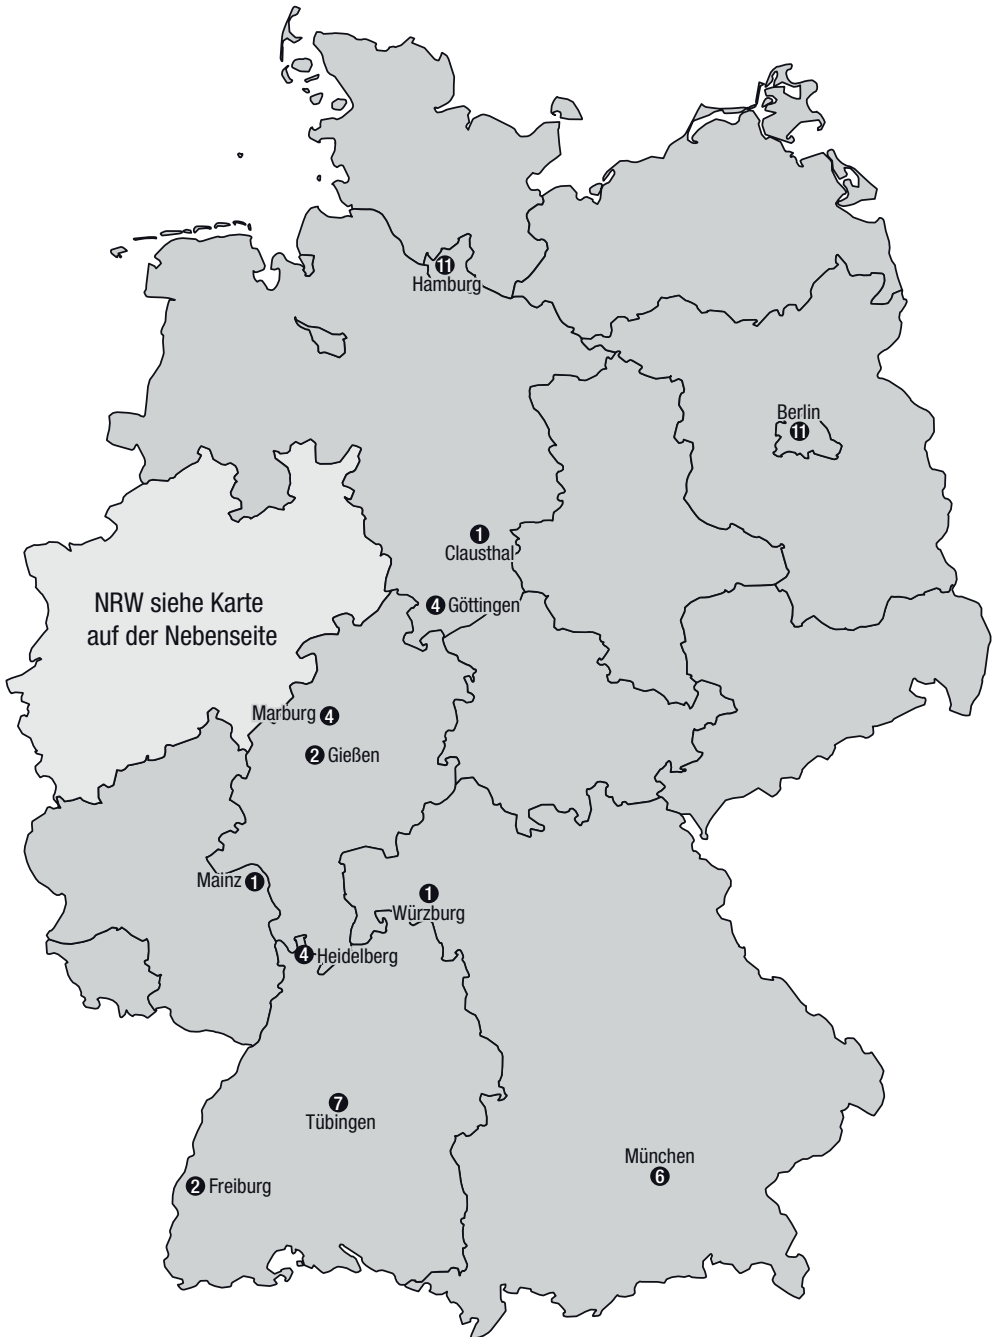 11
Hamburg
Berlin
11
1
Clausthal
4 Göttingen
NRW siehe Karte
auf der Nebenseite
Marburg 4
2 Gießen
Mainz 1
1
Würzburg
4 Heidelberg
7
Tübingen
München
6
2 Freiburg